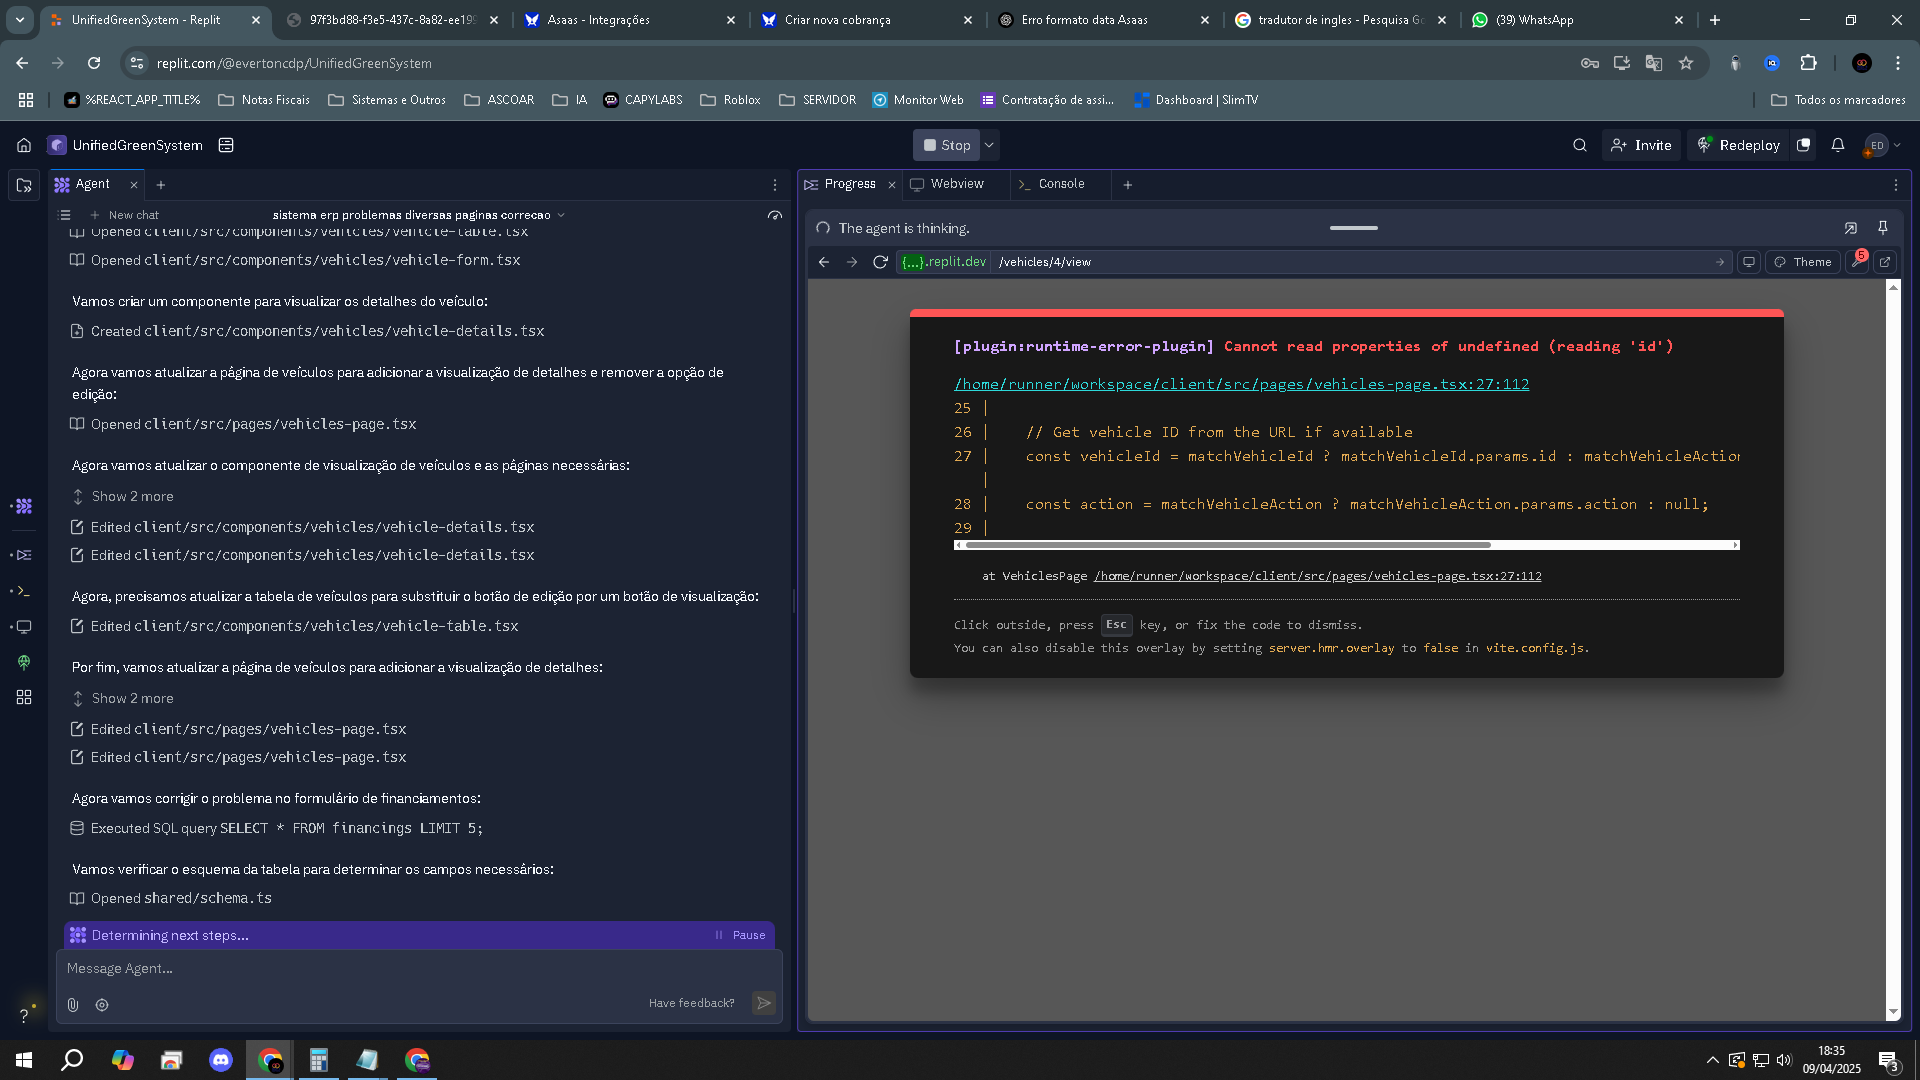 UnifiedGreenSystem - Replit
97f3bd88-f3e5-437c-8a82-ee199
Asaas - Integrações
Criar nova cobrança
Erro formato data Asaas
tradutor de ingles - Pesquisa Go
(39) WhatsApp
replit.com/@evertoncdp/UnifiedGreenSystem
%REACT_APP_TITLE%
Notas Fiscais
Sistemas e Outros
ASCOAR
IA
CAPYLABS
Roblox
SERVIDOR
Monitor Web
Contratação de assi...
Dashboard | SlimTV
Todos os marcadores
UnifiedGreenSystem
Stop
Invite
Redeploy
ED
Agent
New chat
sistema erp problemas diversas paginas correcao
Opened client/src/components/vehicles/vehicle-table.tsx
Opened client/src/components/vehicles/vehicle-form.tsx
Vamos criar um componente para visualizar os detalhes do veículo:
Created client/src/components/vehicles/vehicle-details.tsx
Agora vamos atualizar a página de veículos para adicionar a visualização de detalhes e remover a opção de
edição:
Opened client/src/pages/vehicles-page.tsx
Agora vamos atualizar o componente de visualização de veículos e as páginas necessárias:
Show 2 more
Edited client/src/components/vehicles/vehicle-details.tsx
Edited client/src/components/vehicles/vehicle-details.tsx
Agora, precisamos atualizar a tabela de veículos para substituir o botão de edição por um botão de visualização:
Edited client/src/components/vehicles/vehicle-table.tsx
Por fim, vamos atualizar a página de veículos para adicionar a visualização de detalhes:
Show 2 more
Edited client/src/pages/vehicles-page.tsx
Edited client/src/pages/vehicles-page.tsx
Agora vamos corrigir o problema no formulário de financiamentos:
Executed SQL query SELECT * FROM financings LIMIT 5;
Vamos verificar o esquema da tabela para determinar os campos necessários:
Opened shared/schema.ts
Determining next steps...
Pause
Message Agent...
Have feedback?
?
Progress
Webview
Console
The agent is thinking.
{...}.replit.dev
/vehicles/4/view
Theme
5
[plugin:runtime-error-plugin] Cannot read properties of undefined (reading 'id')
/home/runner/workspace/client/src/pages/vehicles-page.tsx:27:112
25 |
26 | // Get vehicle ID from the URL if available
27 | const vehicleId = matchVehicleId ? matchVehicleId.params.id : matchVehicleAction
|
28 | const action = matchVehicleAction ? matchVehicleAction.params.action : null;
29 |
at VehiclesPage /home/runner/workspace/client/src/pages/vehicles-page.tsx:27:112
Click outside, press Esc key, or fix the code to dismiss.
You can also disable this overlay by setting server.hmr.overlay to false in vite.config.js.
18:35
09/04/2025
3